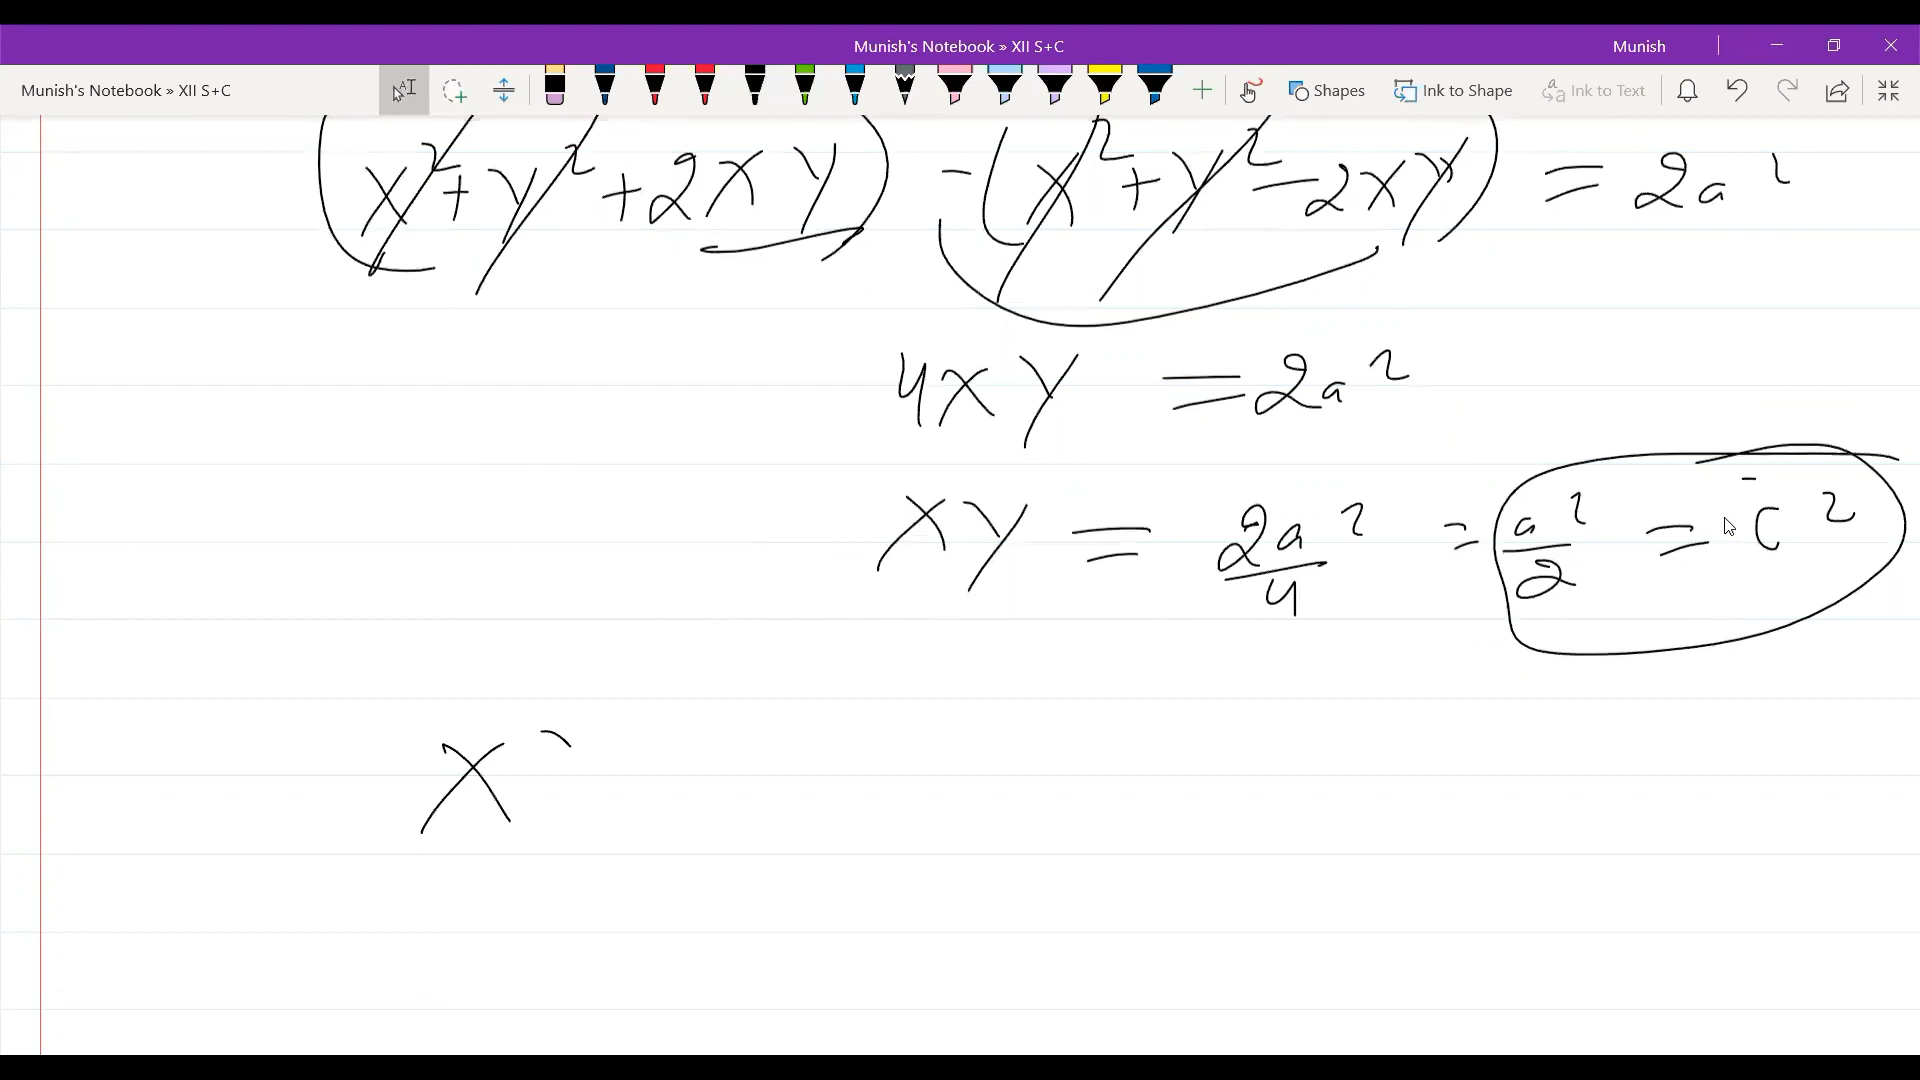 Munish's Notebook » XII S+C
Munish
Munish's Notebook » XII S+C
Shapes
Ink to Shape
Ink to Text
(x²+y²+2xy) -(x²+y²-2xy) = 2a²
4xy =2a²
xy = 2a²/4 = a²/2 = c²
x